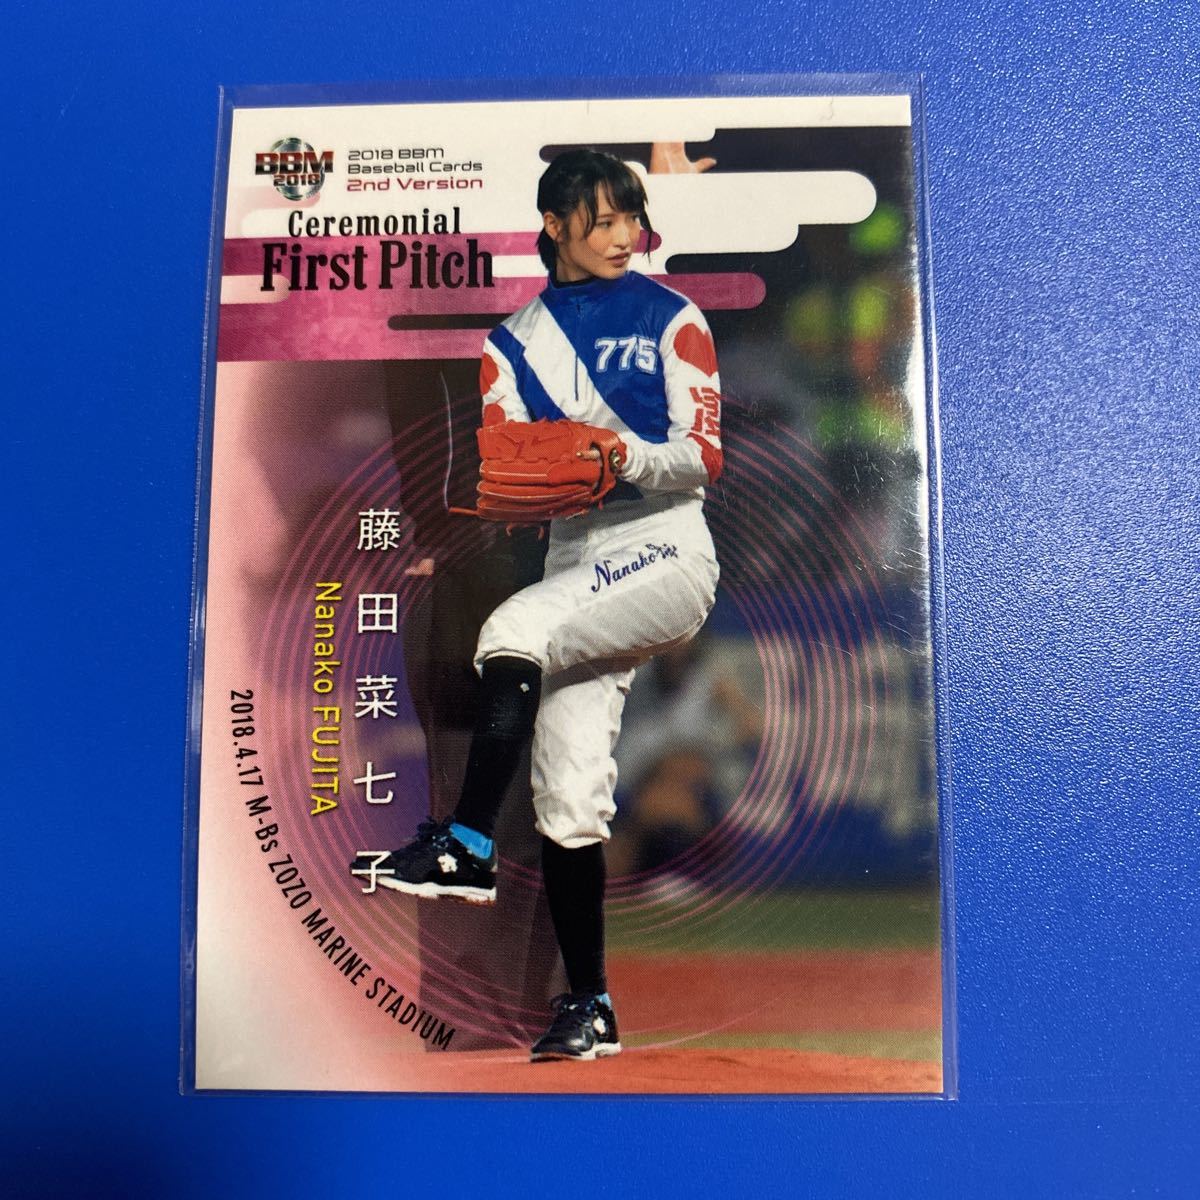 BBM
2018
2018 BBM
Baseball Cards
2nd Version
Ceremonial
First Pitch
775
Nanako
藤田菜七子
Nanako FUJITA
2018.4.17 M-Bs ZOZO MARINE STADIUM